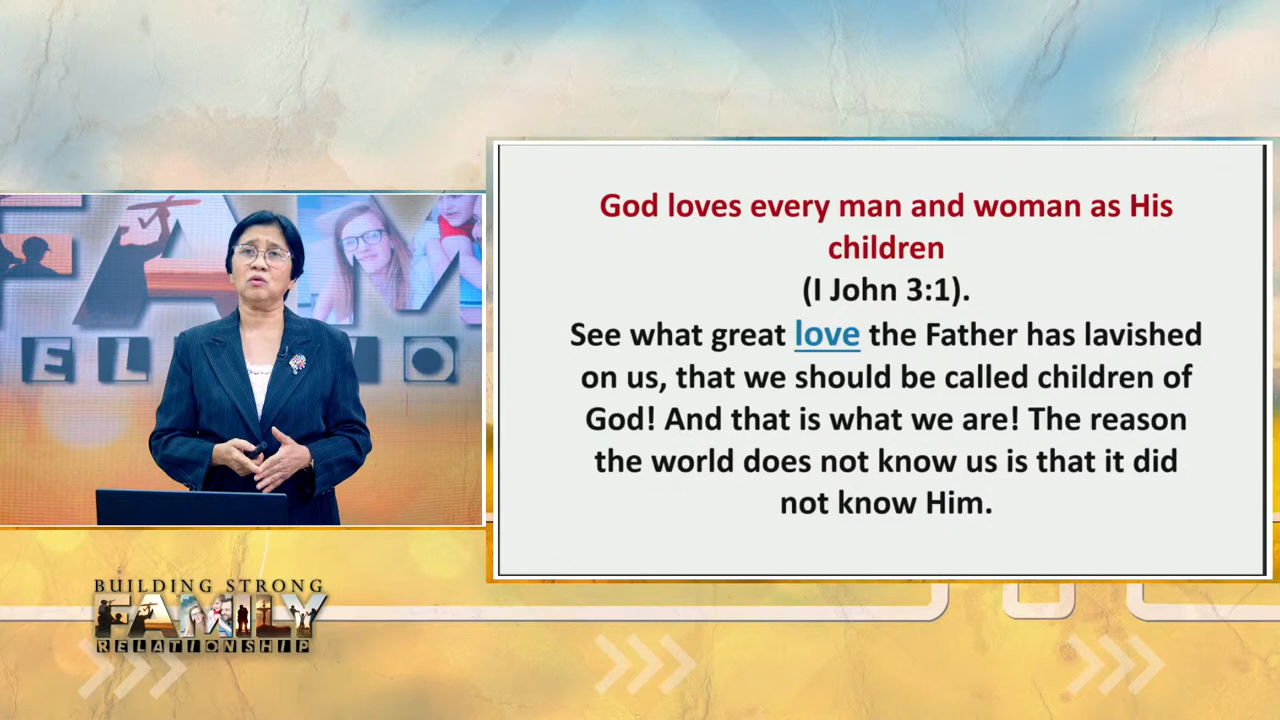 God loves every man and woman as His
children
(I John 3:1).
See what great love the Father has lavished
on us, that we should be called children of
God! And that is what we are! The reason
the world does not know us is that it did
not know Him.
FAM
ELATIO
BUILDING STRONG
FAMILY
RELATIONSHIP